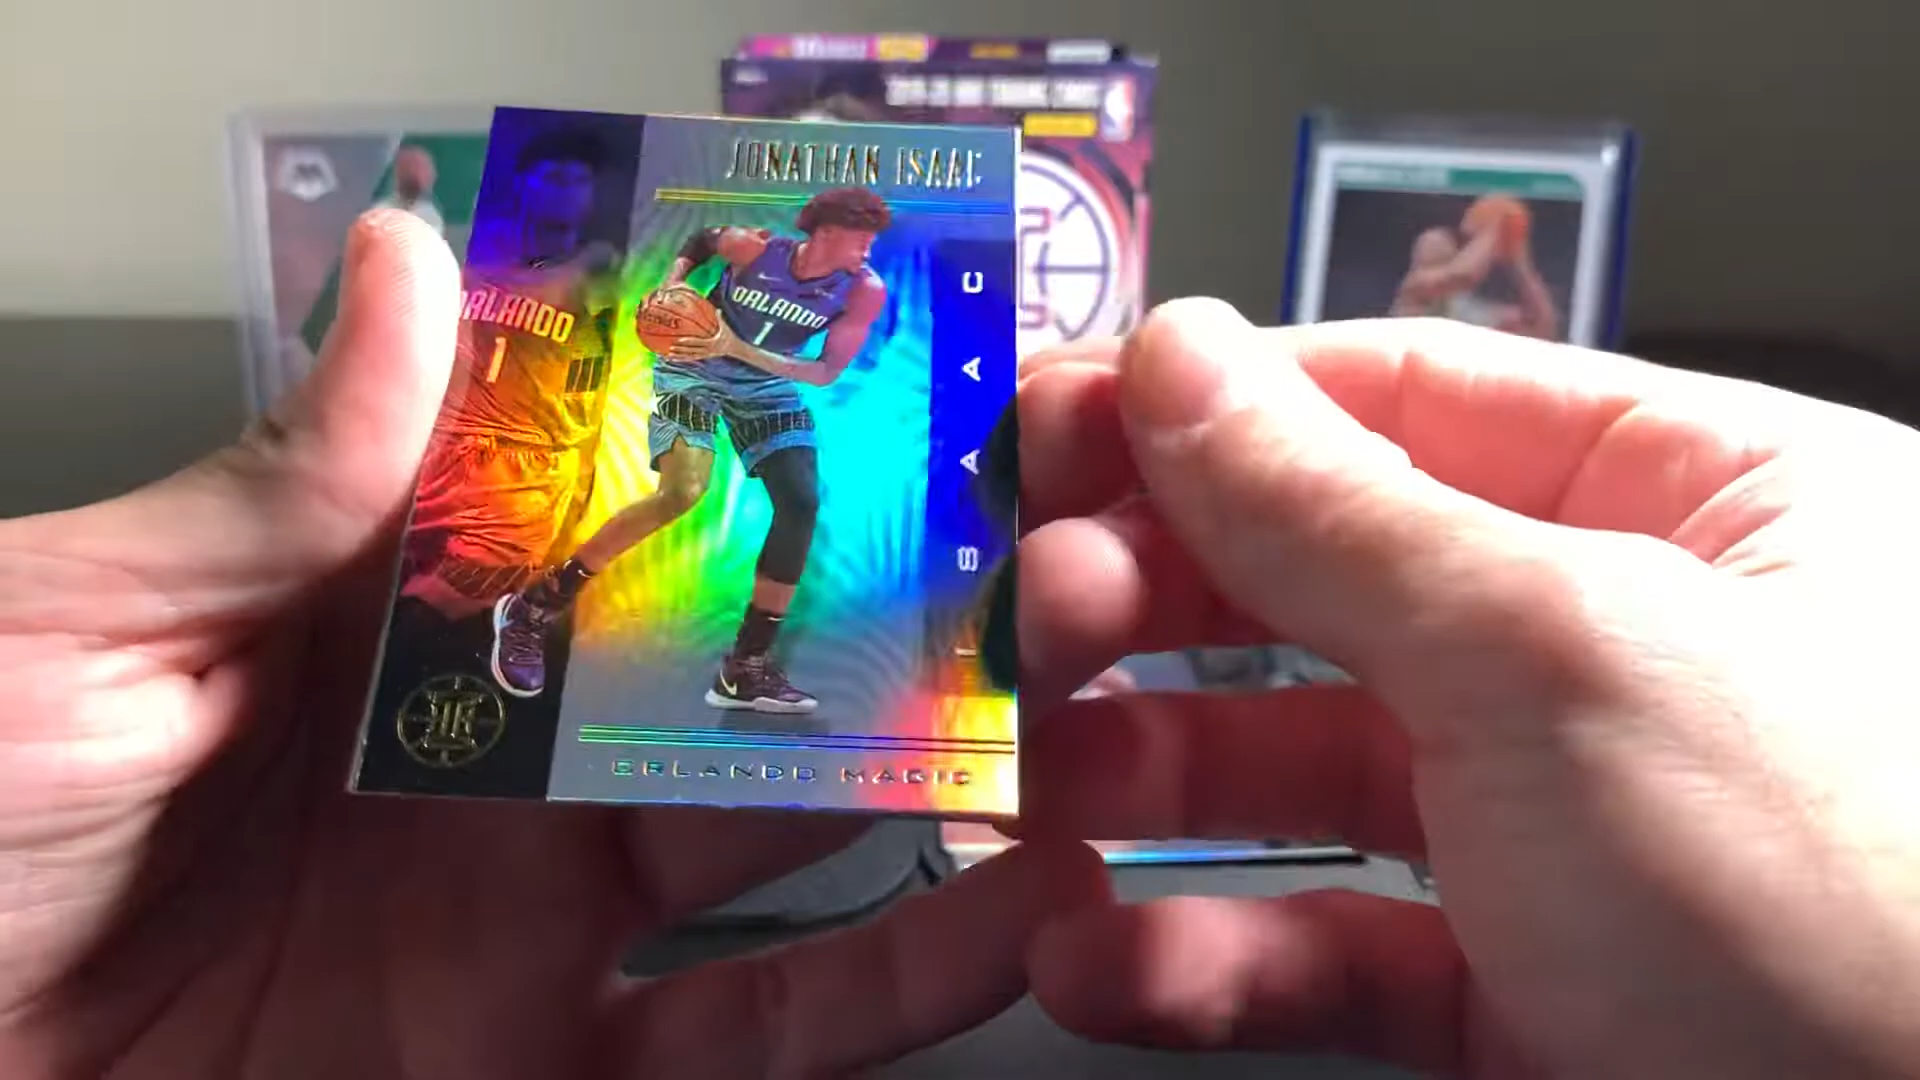 JONATHAN ISAAC
ORLANDO
1
ORLANDO
1
ISAAC
ORLANDO MAGIC